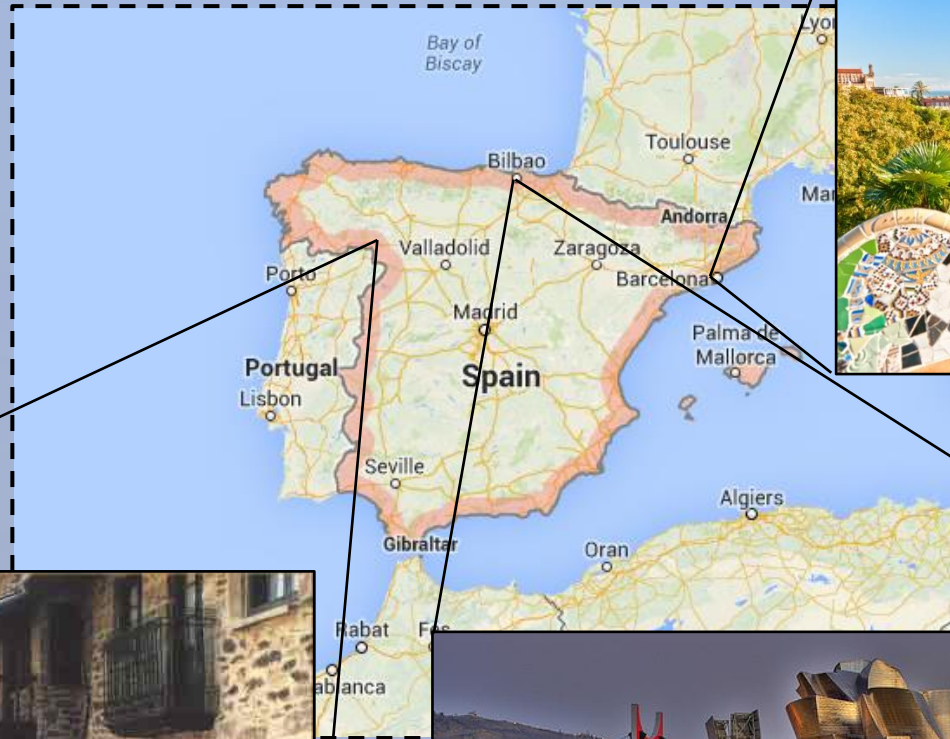 Bay of
Biscay
Lyo
Toulouse
Bilbao
Mar
Andorra
Valladolid
Zaragoza
Porto
Barcelona
Madrid
Palma de
Mallorca
Portugal
Spain
Lisbon
Seville
Algiers
Gibraltar
Oran
Rabat
Fes
ablanca